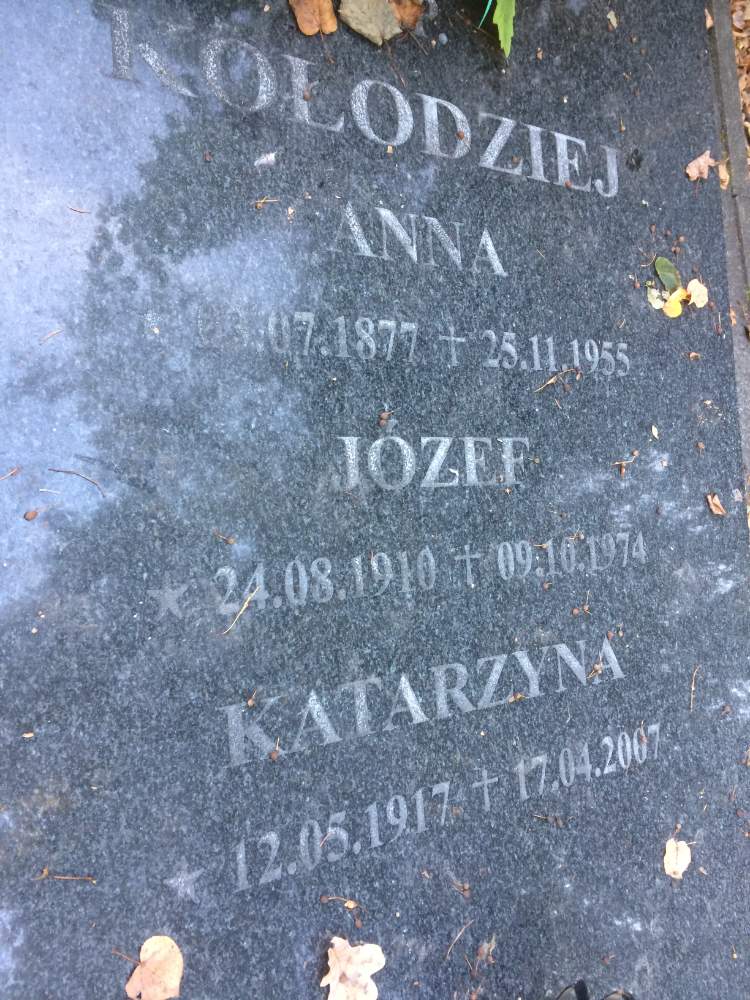 KOŁODZIEJ
ANNA
07.1877 † 25.11.1955
JÓZEF
★ 24.08.1910 † 09.10.1974
KATARZYNA
★ 12.05.1917 † 17.04.2007